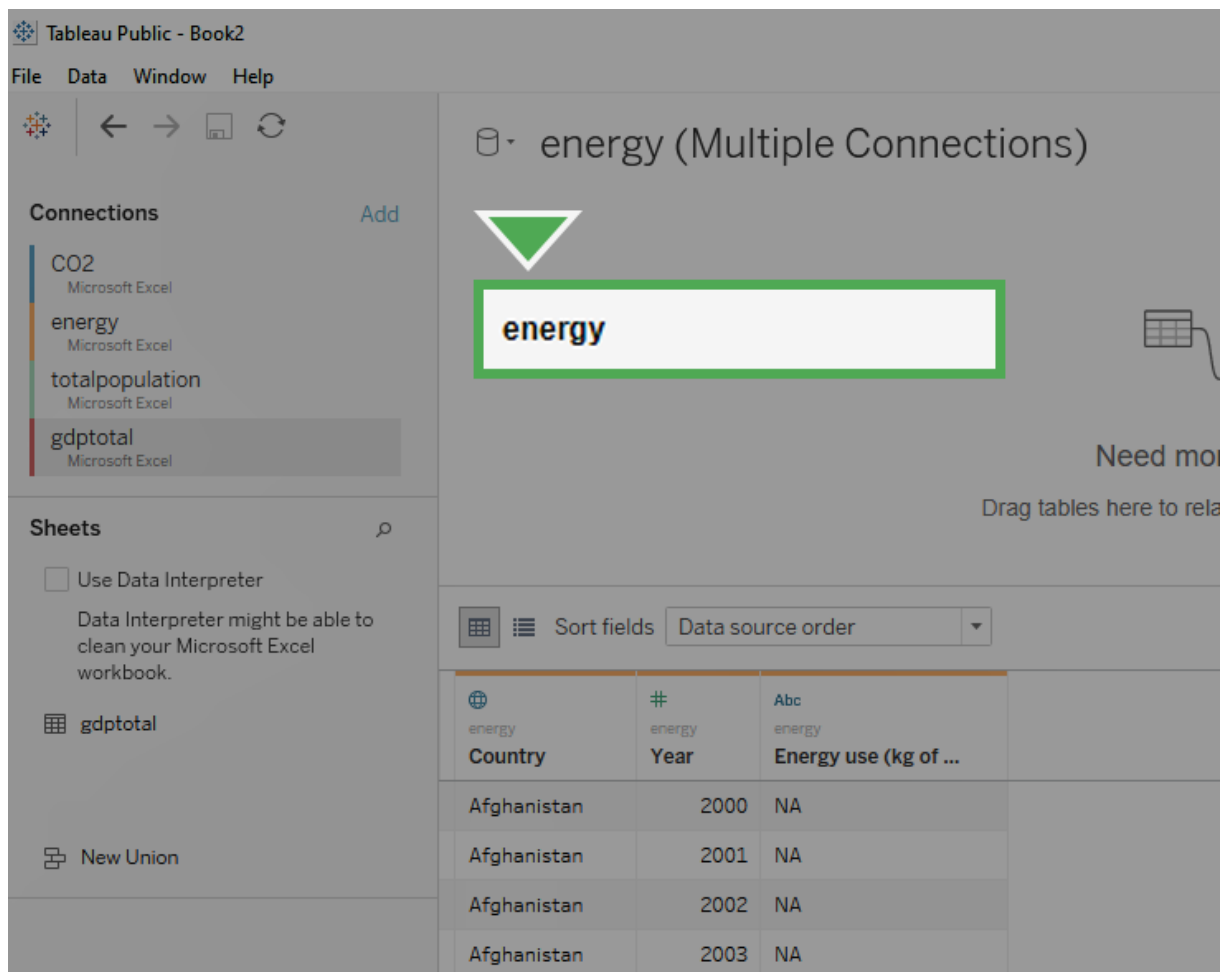 Tableau Public - Book2
File Data Window Help
energy (Multiple Connections)
Connections Add
CO2
Microsoft Excel
energy
Microsoft Excel
totalpopulation
Microsoft Excel
gdptotal
Microsoft Excel
energy
Need mor
Drag tables here to rela
Sheets
Use Data Interpreter
Data Interpreter might be able to
clean your Microsoft Excel
workbook.
gdptotal
New Union
Sort fields Data source order
# Abc
energy energy energy
Country Year Energy use (kg of ...
Afghanistan 2000 NA
Afghanistan 2001 NA
Afghanistan 2002 NA
Afghanistan 2003 NA